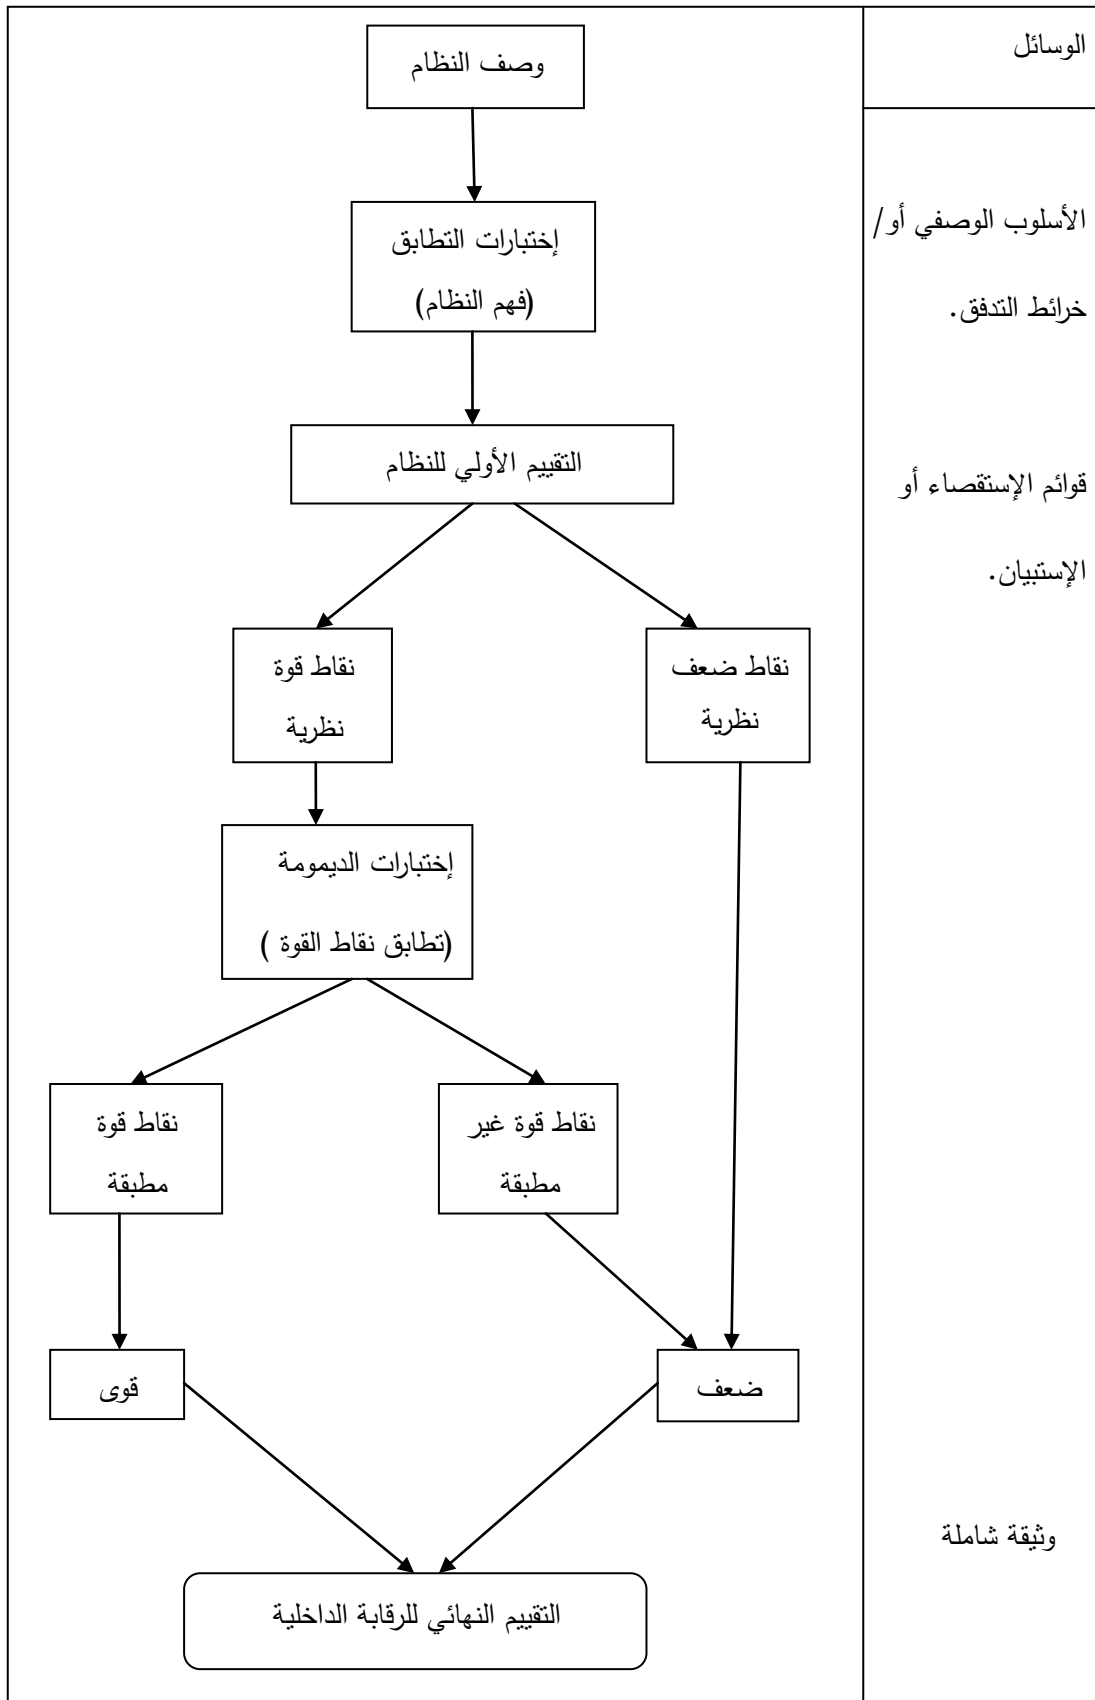 الوسائل
وصف النظام
الأسلوب الوصفي أو/
خرائط التدفق.
إختبارات التطابق
(فهم النظام)
التقييم الأولي للنظام
قوائم الإستقصاء أو
الإستبيان.
نقاط ضعف
نظرية
نقاط قوة
نظرية
إختبارات الديمومة
(تطابق نقاط القوة )
نقاط قوة غير
مطبقة
نقاط قوة
مطبقة
ضعف
قوى
وثيقة شاملة
التقييم النهائي للرقابة الداخلية